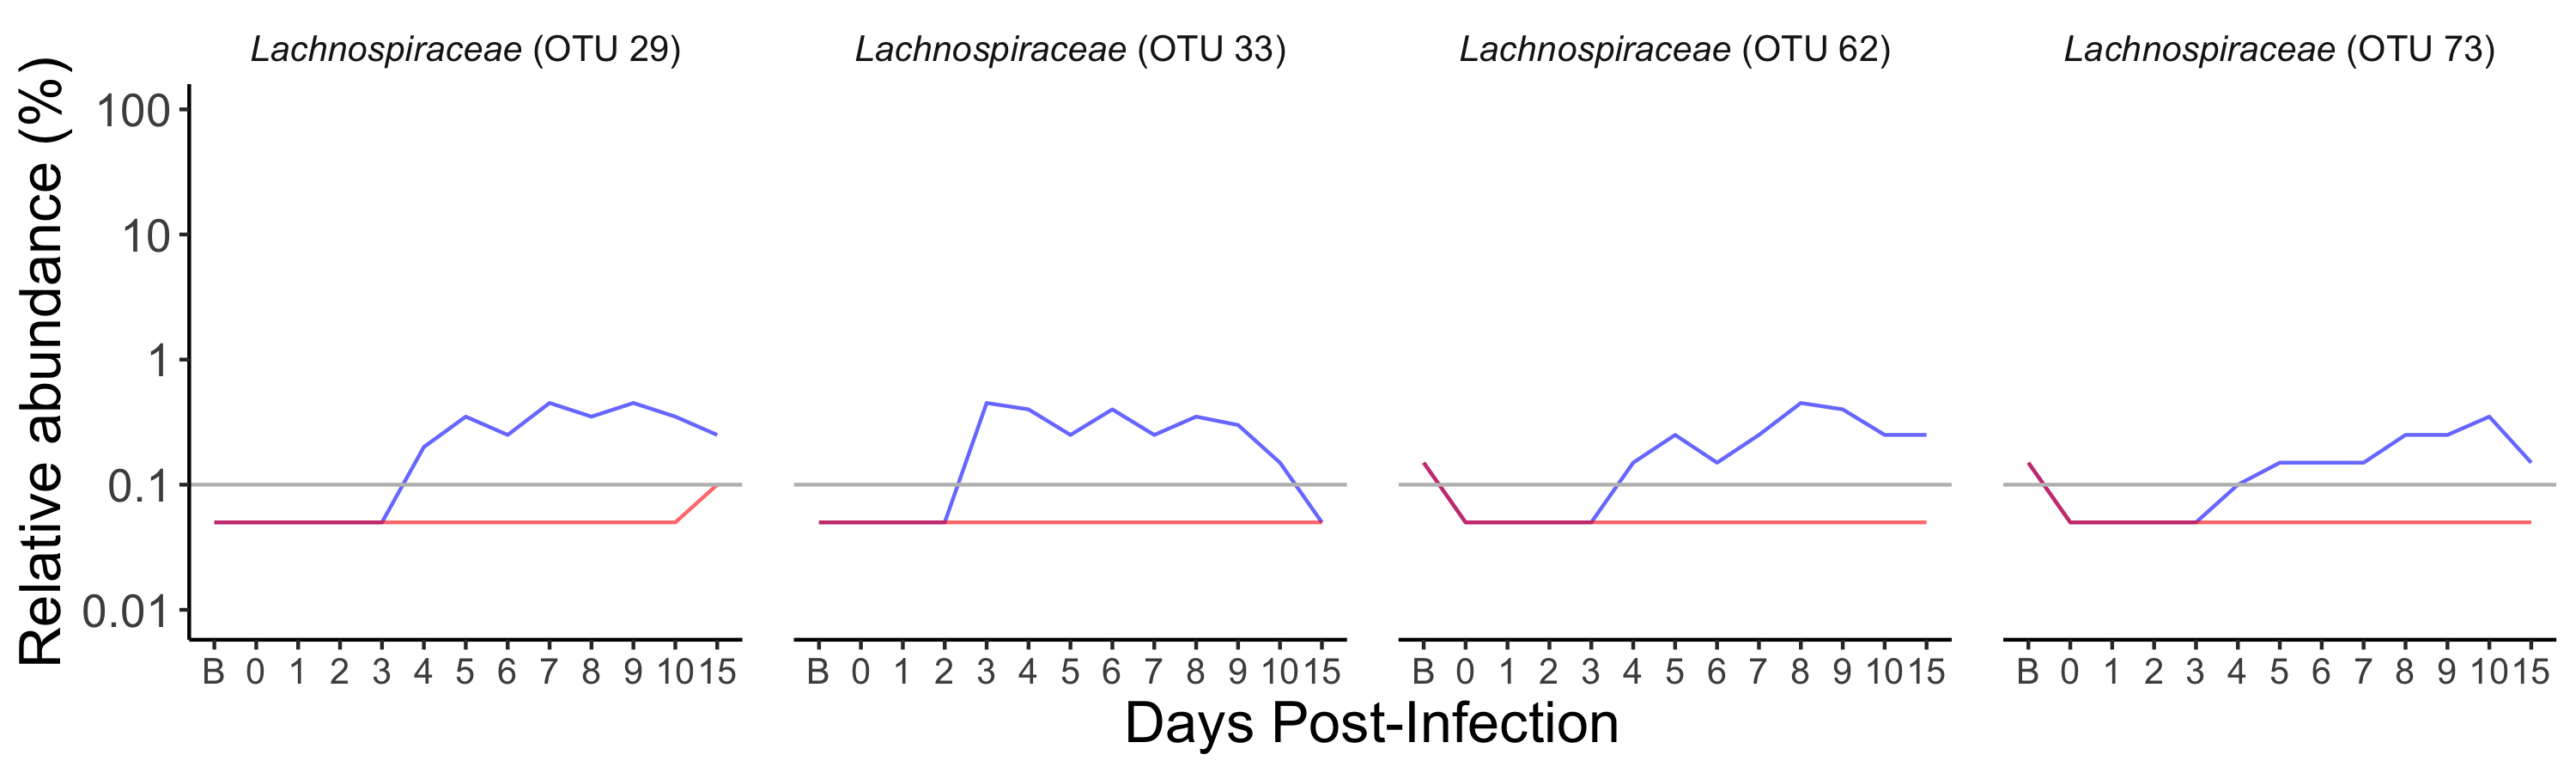 Lachnospiraceae (OTU 29) Lachnospiraceae (OTU 33) Lachnospiraceae (OTU 62) Lachnospiraceae (OTU 73)
Relative abundance (%)
100
10
1
0.1
0.01
B 0 1 2 3 4 5 6 7 8 9 10 15 B 0 1 2 3 4 5 6 7 8 9 10 15 B 0 1 2 3 4 5 6 7 8 9 10 15 B 0 1 2 3 4 5 6 7 8 9 10 15
Days Post-Infection